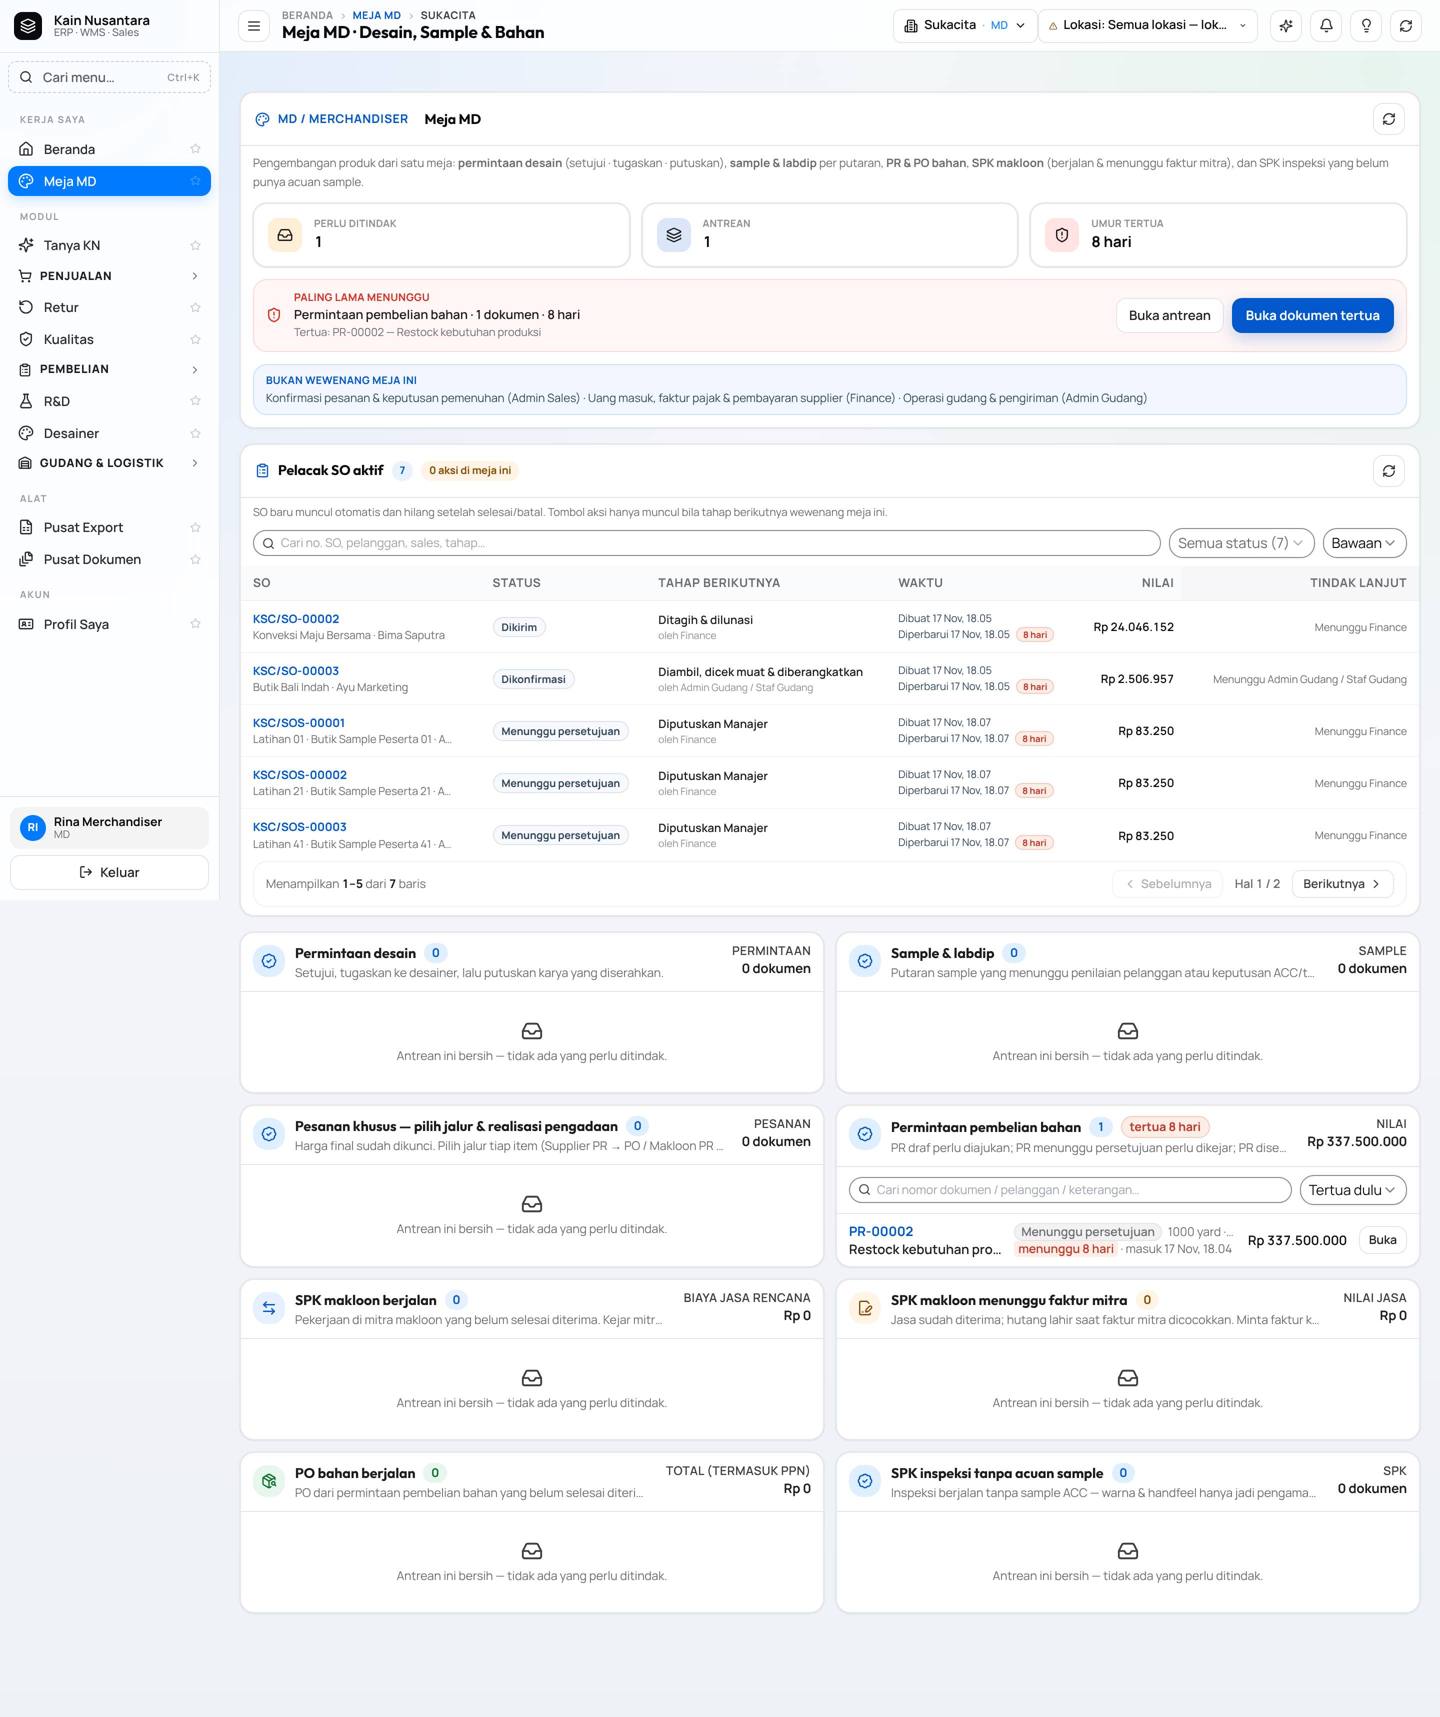 Kain Nusantara
ERP · WMS · Sales
Cari menu...
Ctrl+K
KERJA SAYA
Beranda
Meja MD
MODUL
Tanya KN
PENJUALAN
Retur
Kualitas
PEMBELIAN
R&D
Desainer
GUDANG & LOGISTIK
ALAT
Pusat Export
Pusat Dokumen
AKUN
Profil Saya
RI
Rina Merchandiser
MD
Keluar
BERANDA > MEJA MD > SUKACITA
Meja MD · Desain, Sample & Bahan
Sukacita · MD
Lokasi: Semua lokasi — lok...
MD / MERCHANDISER
Meja MD
Pengembangan produk dari satu meja: permintaan desain (setujui · tugaskan · putuskan), sample & labdip per putaran, PR & PO bahan, SPK makloon (berjalan & menunggu faktur mitra), dan SPK inspeksi yang belum
punya acuan sample.
PERLU DITINDAK
1
ANTREAN
1
UMUR TERTUA
8 hari
PALING LAMA MENUNGGU
Permintaan pembelian bahan · 1 dokumen · 8 hari
Tertua: PR-00002 — Restock kebutuhan produksi
Buka antrean
Buka dokumen tertua
BUKAN WEWENANG MEJA INI
Konfirmasi pesanan & keputusan pemenuhan (Admin Sales) · Uang masuk, faktur pajak & pembayaran supplier (Finance) · Operasi gudang & pengiriman (Admin Gudang)
Pelacak SO aktif
7
0 aksi di meja ini
SO baru muncul otomatis dan hilang setelah selesai/batal. Tombol aksi hanya muncul bila tahap berikutnya wewenang meja ini.
Cari no. SO, pelanggan, sales, tahap...
Semua status (7)
Bawaan
SO STATUS TAHAP BERIKUTNYA WAKTU NILAI TINDAK LANJUT
KSC/SO-00002
Konveksi Maju Bersama · Bima Saputra
Dikirim
Ditagih & dilunasi
oleh Finance
Dibuat 17 Nov, 18.05
Diperbarui 17 Nov, 18.05 8 hari
Rp 24.046.152
Menunggu Finance
KSC/SO-00003
Butik Bali Indah · Ayu Marketing
Dikonfirmasi
Diambil, dicek muat & diberangkatkan
oleh Admin Gudang / Staf Gudang
Dibuat 17 Nov, 18.05
Diperbarui 17 Nov, 18.05 8 hari
Rp 2.506.957
Menunggu Admin Gudang / Staf Gudang
KSC/SOS-00001
Latihan 01 · Butik Sample Peserta 01 · A...
Menunggu persetujuan
Diputuskan Manajer
oleh Finance
Dibuat 17 Nov, 18.07
Diperbarui 17 Nov, 18.07 8 hari
Rp 83.250
Menunggu Finance
KSC/SOS-00002
Latihan 21 · Butik Sample Peserta 21 · A...
Menunggu persetujuan
Diputuskan Manajer
oleh Finance
Dibuat 17 Nov, 18.07
Diperbarui 17 Nov, 18.07 8 hari
Rp 83.250
Menunggu Finance
KSC/SOS-00003
Latihan 41 · Butik Sample Peserta 41 · A...
Menunggu persetujuan
Diputuskan Manajer
oleh Finance
Dibuat 17 Nov, 18.07
Diperbarui 17 Nov, 18.07 8 hari
Rp 83.250
Menunggu Finance
Menampilkan 1–5 dari 7 baris
Sebelumnya
Hal 1 / 2
Berikutnya
Permintaan desain 0
Setujui, tugaskan ke desainer, lalu putuskan karya yang diserahkan.
PERMINTAAN
0 dokumen
Antrean ini bersih — tidak ada yang perlu ditindak.
Sample & labdip 0
Putaran sample yang menunggu penilaian pelanggan atau keputusan ACC/t...
SAMPLE
0 dokumen
Antrean ini bersih — tidak ada yang perlu ditindak.
Pesanan khusus — pilih jalur & realisasi pengadaan 0
Harga final sudah dikunci. Pilih jalur tiap item (Supplier PR → PO / Makloon PR ...
PESANAN
0 dokumen
Antrean ini bersih — tidak ada yang perlu ditindak.
Permintaan pembelian bahan 1 tertua 8 hari
PR draf perlu diajukan; PR menunggu persetujuan perlu dikejar; PR dise...
NILAI
Rp 337.500.000
Cari nomor dokumen / pelanggan / keterangan...
Tertua dulu
PR-00002
Restock kebutuhan pro...
Menunggu persetujuan 1000 yard ·...
menunggu 8 hari · masuk 17 Nov, 18.04
Rp 337.500.000
Buka
SPK makloon berjalan 0
Pekerjaan di mitra makloon yang belum selesai diterima. Kejar mitr...
BIAYA JASA RENCANA
Rp 0
Antrean ini bersih — tidak ada yang perlu ditindak.
SPK makloon menunggu faktur mitra 0
Jasa sudah diterima; hutang lahir saat faktur mitra dicocokkan. Minta faktur k...
NILAI JASA
Rp 0
Antrean ini bersih — tidak ada yang perlu ditindak.
PO bahan berjalan 0
PO dari permintaan pembelian bahan yang belum selesai diteri...
TOTAL (TERMASUK PPN)
Rp 0
Antrean ini bersih — tidak ada yang perlu ditindak.
SPK inspeksi tanpa acuan sample 0
Inspeksi berjalan tanpa sample ACC — warna & handfeel hanya jadi pengama...
SPK
0 dokumen
Antrean ini bersih — tidak ada yang perlu ditindak.